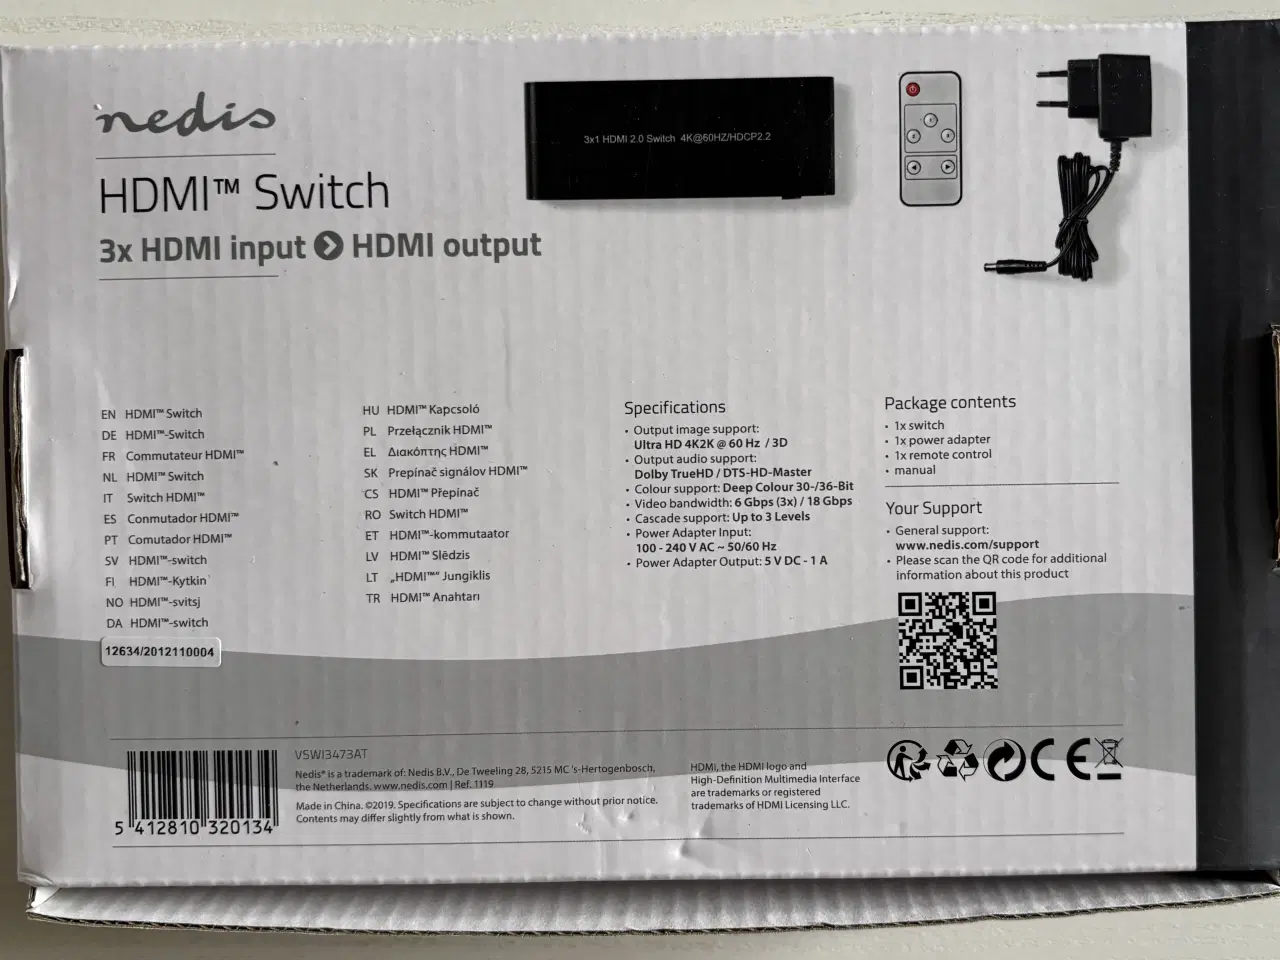 nedis
HDMI™ Switch
3x HDMI input HDMI output
3x1 HDMI 2.0 Switch 4K@60HZ/HDCP2.2
EN HDMI™ Switch
DE HDMI™-Switch
FR Commutateur HDMI™
NL HDMI™ Switch
IT Switch HDMI™
ES Conmutador HDMI™
PT Comutador HDMI™
SV HDMI™-switch
FI HDMI™-Kytkin
NO HDMI™-svitsj
DA HDMI™-switch
12634/2012110004
HU HDMI™ Kapcsoló
PL Przełącznik HDMI™
EL Διακόπτης HDMI™
SK Prepínač signálov HDMI™
CS HDMI™ Přepínač
RO Switch HDMI™
ET HDMI™-kommutaator
LV HDMI™ Slēdzis
LT „HDMI™“ Jungiklis
TR HDMI™ Anahtarı
Specifications
• Output image support:
Ultra HD 4K2K @ 60 Hz / 3D
• Output audio support:
Dolby TrueHD / DTS-HD-Master
• Colour support: Deep Colour 30-/36-Bit
• Video bandwidth: 6 Gbps (3x) / 18 Gbps
• Cascade support: Up to 3 Levels
• Power Adapter Input:
100 - 240 V AC ~ 50/60 Hz
• Power Adapter Output: 5 V DC - 1 A
Package contents
• 1x switch
• 1x power adapter
• 1x remote control
• manual
Your Support
• General support:
www.nedis.com/support
• Please scan the QR code for additional
information about this product
5 412810 320134
VSWI3473AT
Nedis® is a trademark of: Nedis B.V., De Tweeling 28, 5215 MC 's-Hertogenbosch,
the Netherlands. www.nedis.com | Ref. 1119
Made in China. ©2019. Specifications are subject to change without prior notice.
Contents may differ slightly from what is shown.
HDMI, the HDMI logo and
High-Definition Multimedia Interface
are trademarks or registered
trademarks of HDMI Licensing LLC.
CE